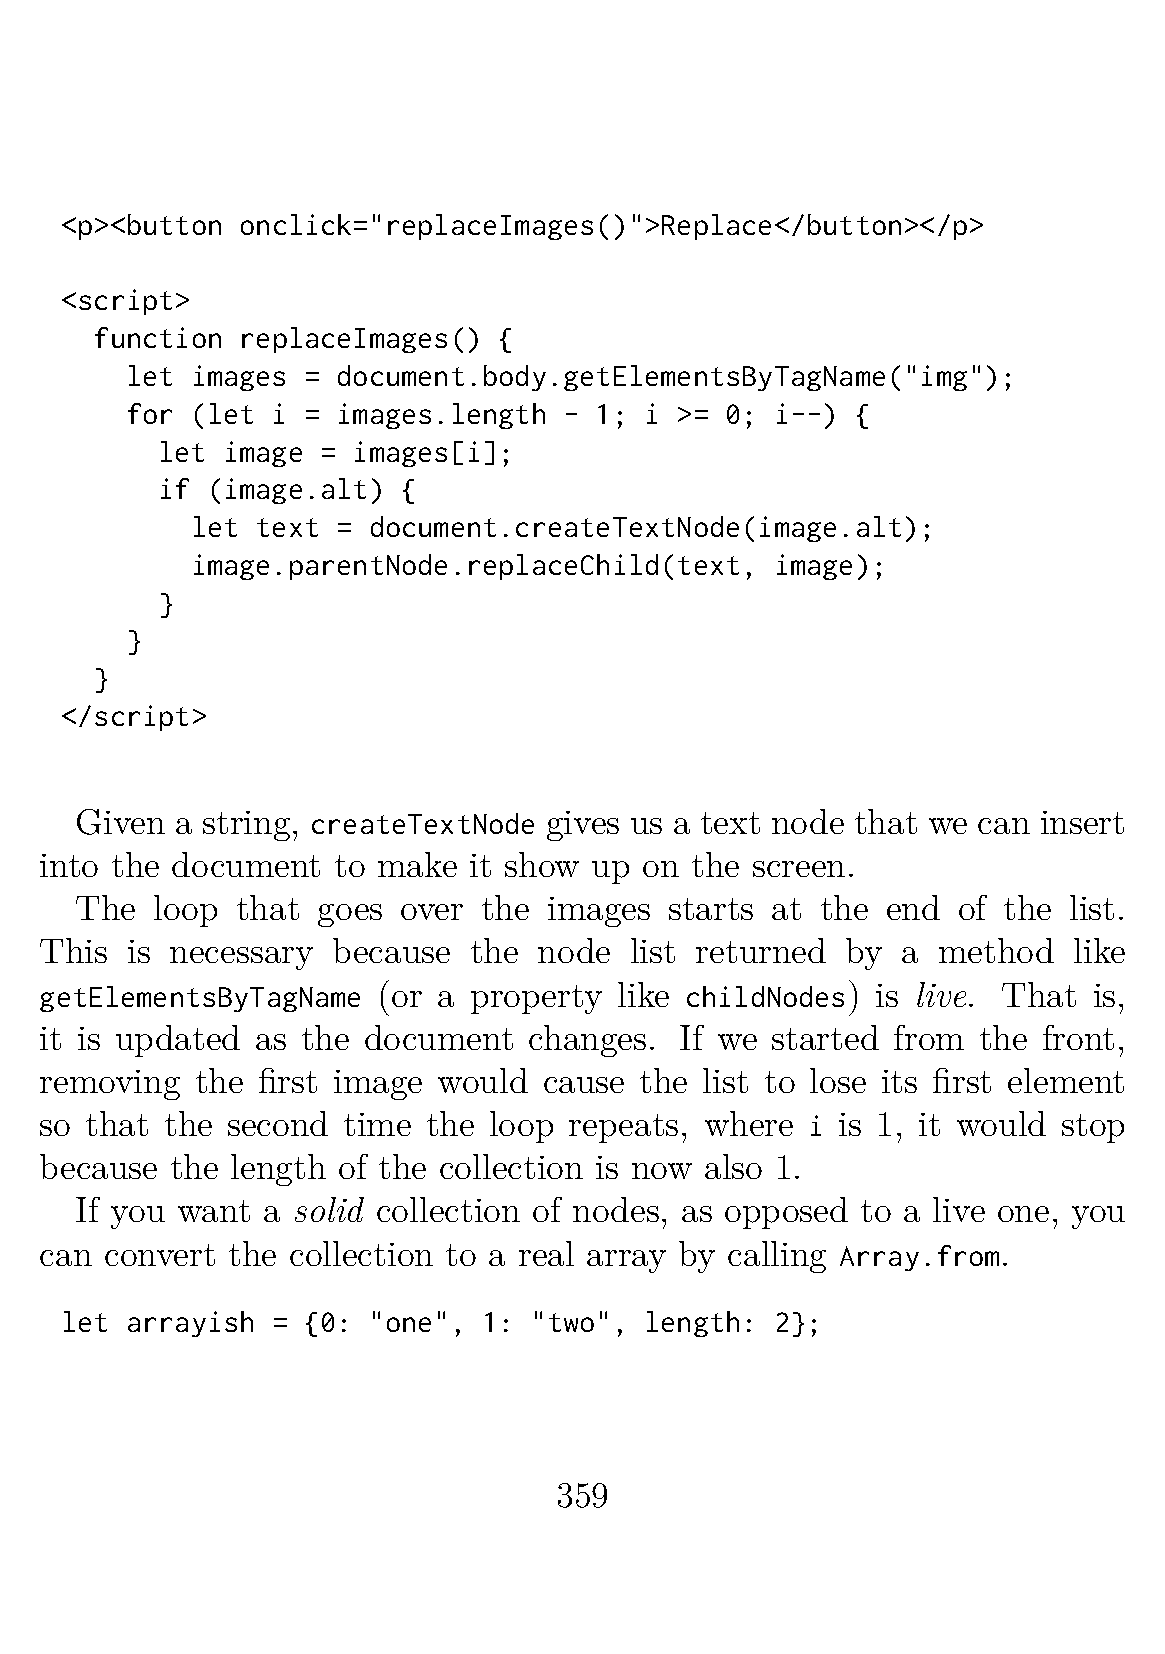 <p><button onclick="replaceImages()">Replace</button></p>
<script>
  function replaceImages() {
    let images = document.body.getElementsByTagName("img");
    for (let i = images.length - 1; i >= 0; i--) {
      let image = images[i];
      if (image.alt) {
        let text = document.createTextNode(image.alt);
        image.parentNode.replaceChild(text, image);
      }
    }
  }
</script>
Given a string, createTextNode gives us a text node that we can insert
into the document to make it show up on the screen.
The loop that goes over the images starts at the end of the list.
This is necessary because the node list returned by a method like
getElementsByTagName (or a property like childNodes) is live. That is,
it is updated as the document changes. If we started from the front,
removing the first image would cause the list to lose its first element
so that the second time the loop repeats, where i is 1, it would stop
because the length of the collection is now also 1.
If you want a solid collection of nodes, as opposed to a live one, you
can convert the collection to a real array by calling Array.from.
let arrayish = {0: "one", 1: "two", length: 2};
359